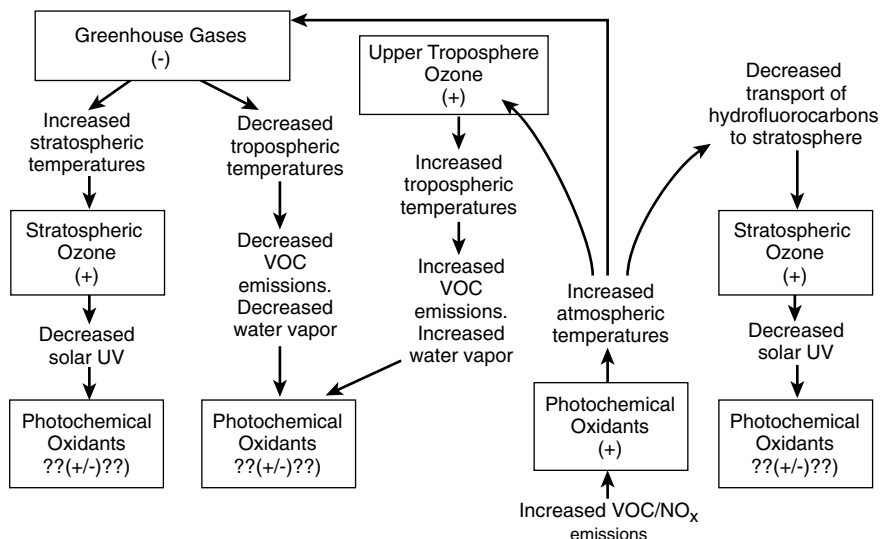 Greenhouse Gases
(-)
Increased
stratospheric
temperatures
Stratospheric
Ozone
(+)
Decreased
solar UV
Photochemical
Oxidants
??(+/-)??)
Decreased
tropospheric
temperatures
Decreased
VOC
emissions.
Decreased
water vapor
Photochemical
Oxidants
??(+/-)??)
Upper Troposphere
Ozone
(+)
Increased
tropospheric
temperatures
Increased
VOC
emissions.
Increased
water vapor
Increased
atmospheric
temperatures
Photochemical
Oxidants
(+)
Increased VOC/NOx
emissions
Decreased
transport of
hydrofluorocarbons
to stratosphere
Stratospheric
Ozone
(+)
Decreased
solar UV
Photochemical
Oxidants
??(+/-)??)